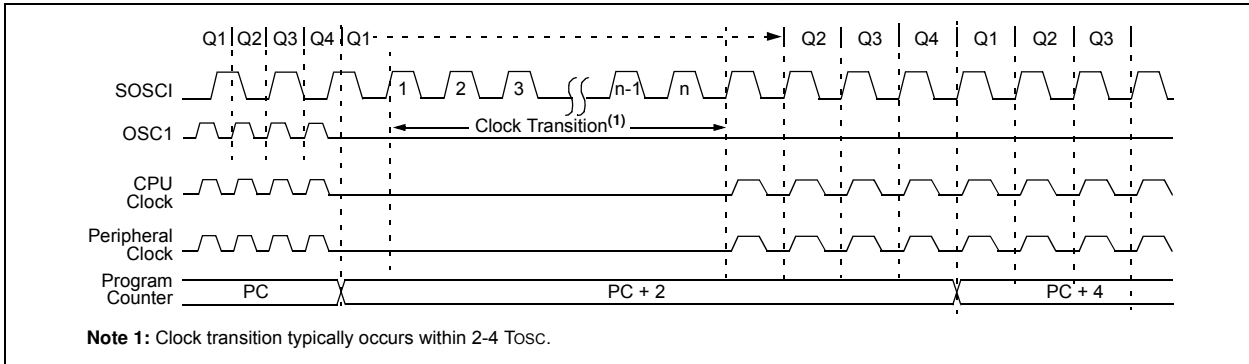 Q1 Q2 Q3 Q4 Q1 Q2 Q3 Q4 Q1 Q2 Q3
SOSCI 1 2 3 n-1 n
OSC1 Clock Transition(1)
CPU
Clock
Peripheral
Clock
Program
Counter PC PC + 2 PC + 4
Note 1: Clock transition typically occurs within 2-4 TOSC.